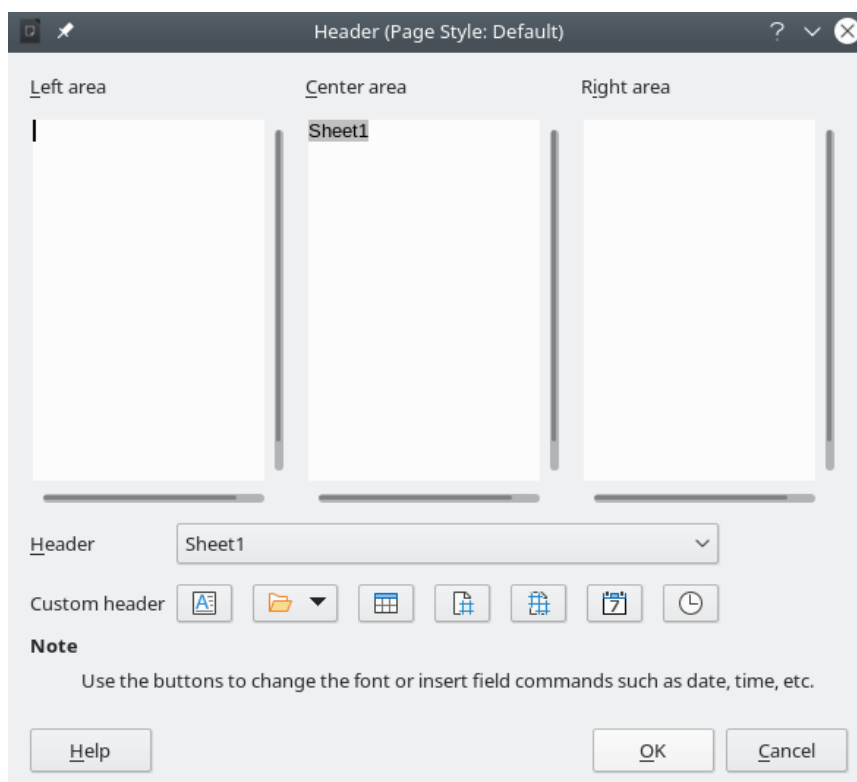 Header (Page Style: Default)
Left area Center area Right area
Sheet1
Header Sheet1
Custom header 7
Note
Use the buttons to change the font or insert field commands such as date, time, etc.
Help OK Cancel